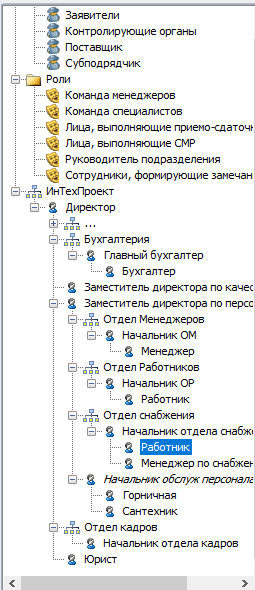 Заявители
Контролирующие органы
Поставщик
Субподрядчик
Роли
Команда менеджеров
Команда специалистов
Лица, выполняющие приемо-сдаточн
Лица, выполняющие СМР
Руководитель подразделения
Сотрудники, формирующие замечан
ИнТехПроект
Директор
...
Бухгалтерия
Главный бухгалтер
Бухгалтер
Заместитель директора по качес
Заместитель директора по персо
Отдел Менеджеров
Начальник ОМ
Менеджер
Отдел Работников
Начальник ОР
Работник
Отдел снабжения
Начальник отдела снабже
Работник
Менеджер по снабжен
Начальник обслуж персонала
Горничная
Сантехник
Отдел кадров
Начальник отдела кадров
Юрист